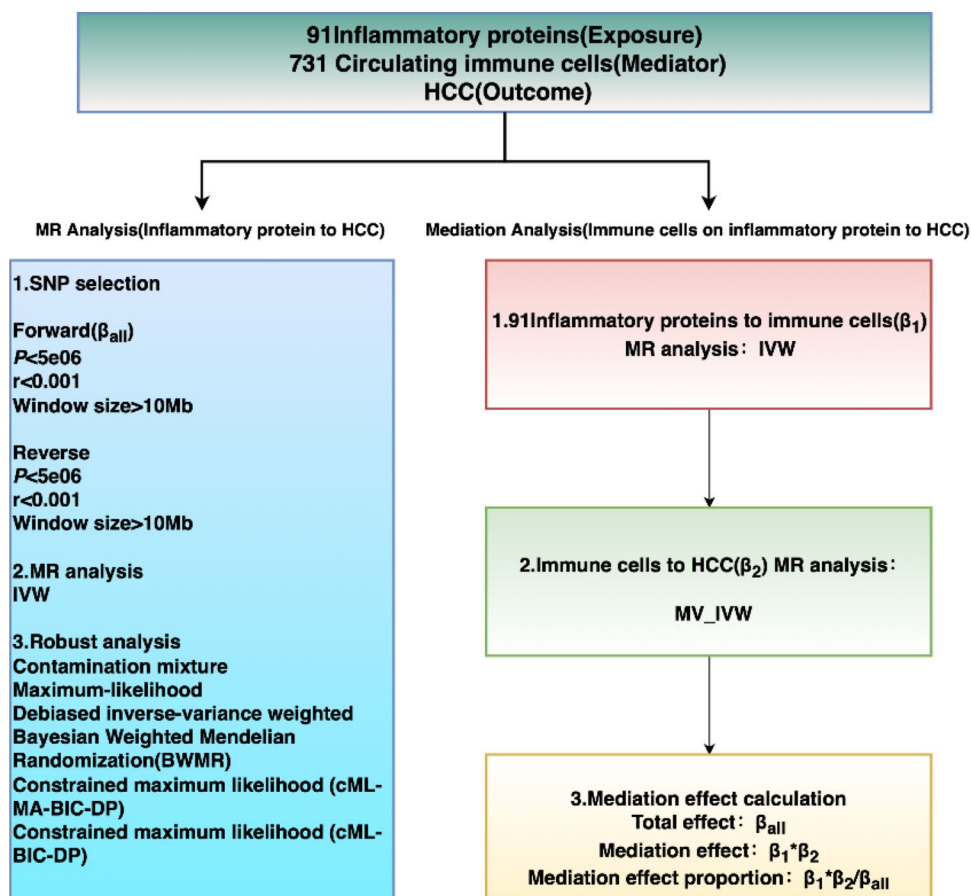 91Inflammatory proteins(Exposure)
731 Circulating immune cells(Mediator)
HCC(Outcome)
MR Analysis(Inflammatory protein to HCC)
1.SNP selection
Forward(βall)
P<5e06
r<0.001
Window size>10Mb
Reverse
P<5e06
r<0.001
Window size>10Mb
2.MR analysis
IVW
3.Robust analysis
Contamination mixture
Maximum-likelihood
Debiased inverse-variance weighted
Bayesian Weighted Mendelian
Randomization(BWMR)
Constrained maximum likelihood (cML-
MA-BIC-DP)
Constrained maximum likelihood (cML-
BIC-DP)
Mediation Analysis(Immune cells on inflammatory protein to HCC)
1.91Inflammatory proteins to immune cells(β1)
MR analysis: IVW
2.Immune cells to HCC(β2) MR analysis:
MV_IVW
3.Mediation effect calculation
Total effect: βall
Mediation effect: β1*β2
Mediation effect proportion: β1*β2/βall